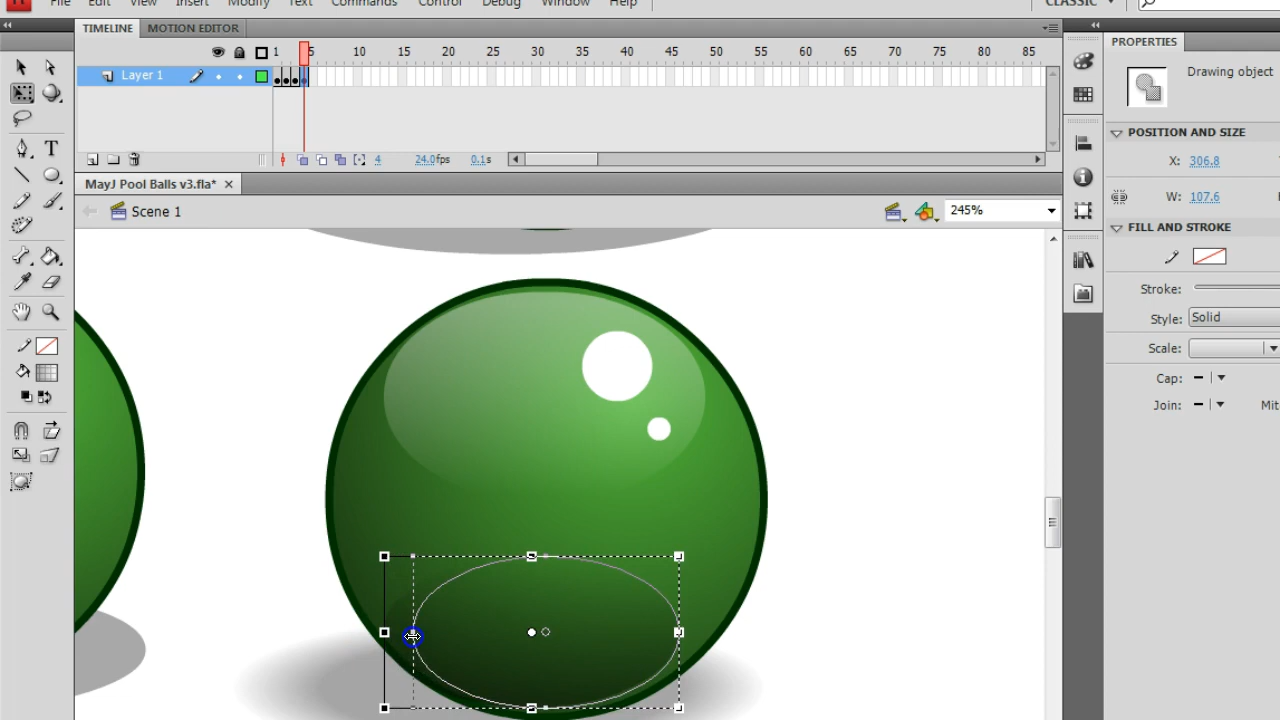 File Edit View Insert Modify Text Commands Control Debug Window Help CLASSIC
TIMELINE MOTION EDITOR
1 5 10 15 20 25 30 35 40 45 50 55 60 65 70 75 80 85
Layer 1
4 24.0fps 0.1s
MayJ Pool Balls v3.fla*
Scene 1
245%
PROPERTIES
Drawing object
POSITION AND SIZE
X: 306.8
W: 107.6
FILL AND STROKE
Stroke:
Style: Solid
Scale:
Cap:
Join: Mit